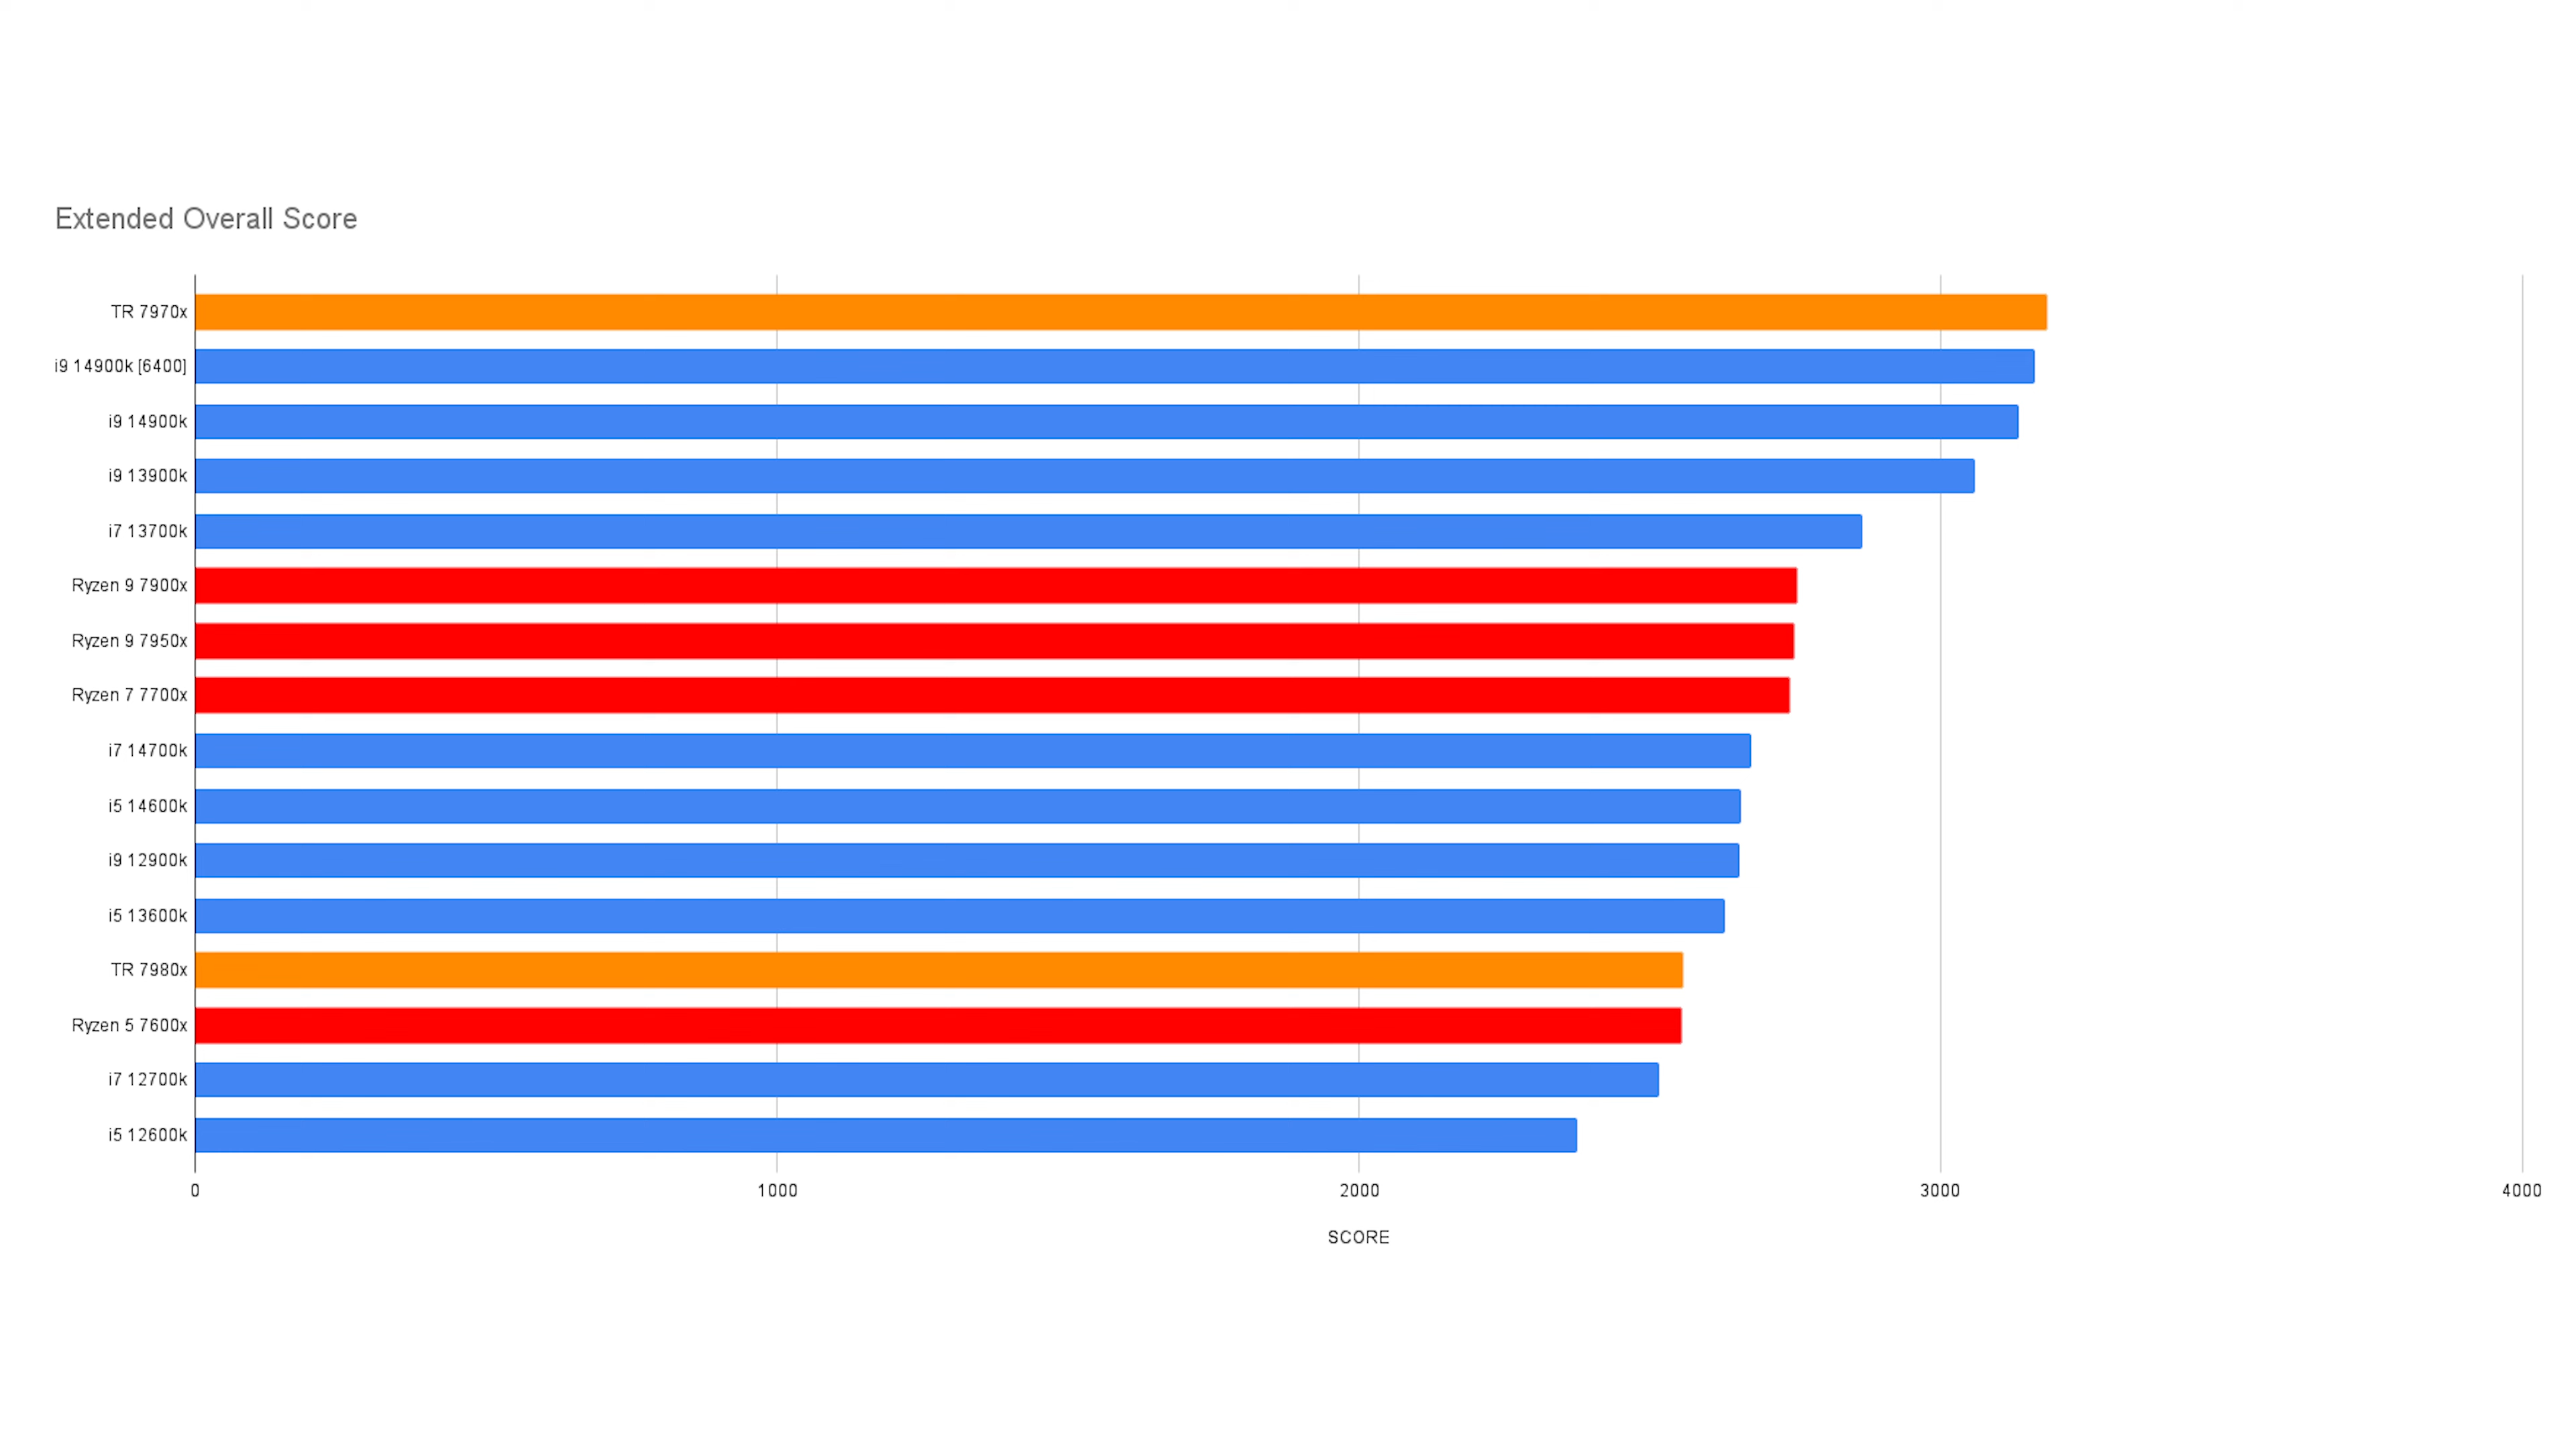 Extended Overall Score
TR 7970x
i9 14900k [6400]
i9 14900k
i9 13900k
i7 13700k
Ryzen 9 7900x
Ryzen 9 7950x
Ryzen 7 7700x
i7 14700k
i5 14600k
i9 12900k
i5 13600k
TR 7980x
Ryzen 5 7600x
i7 12700k
i5 12600k
0 1000 2000 3000 4000
SCORE